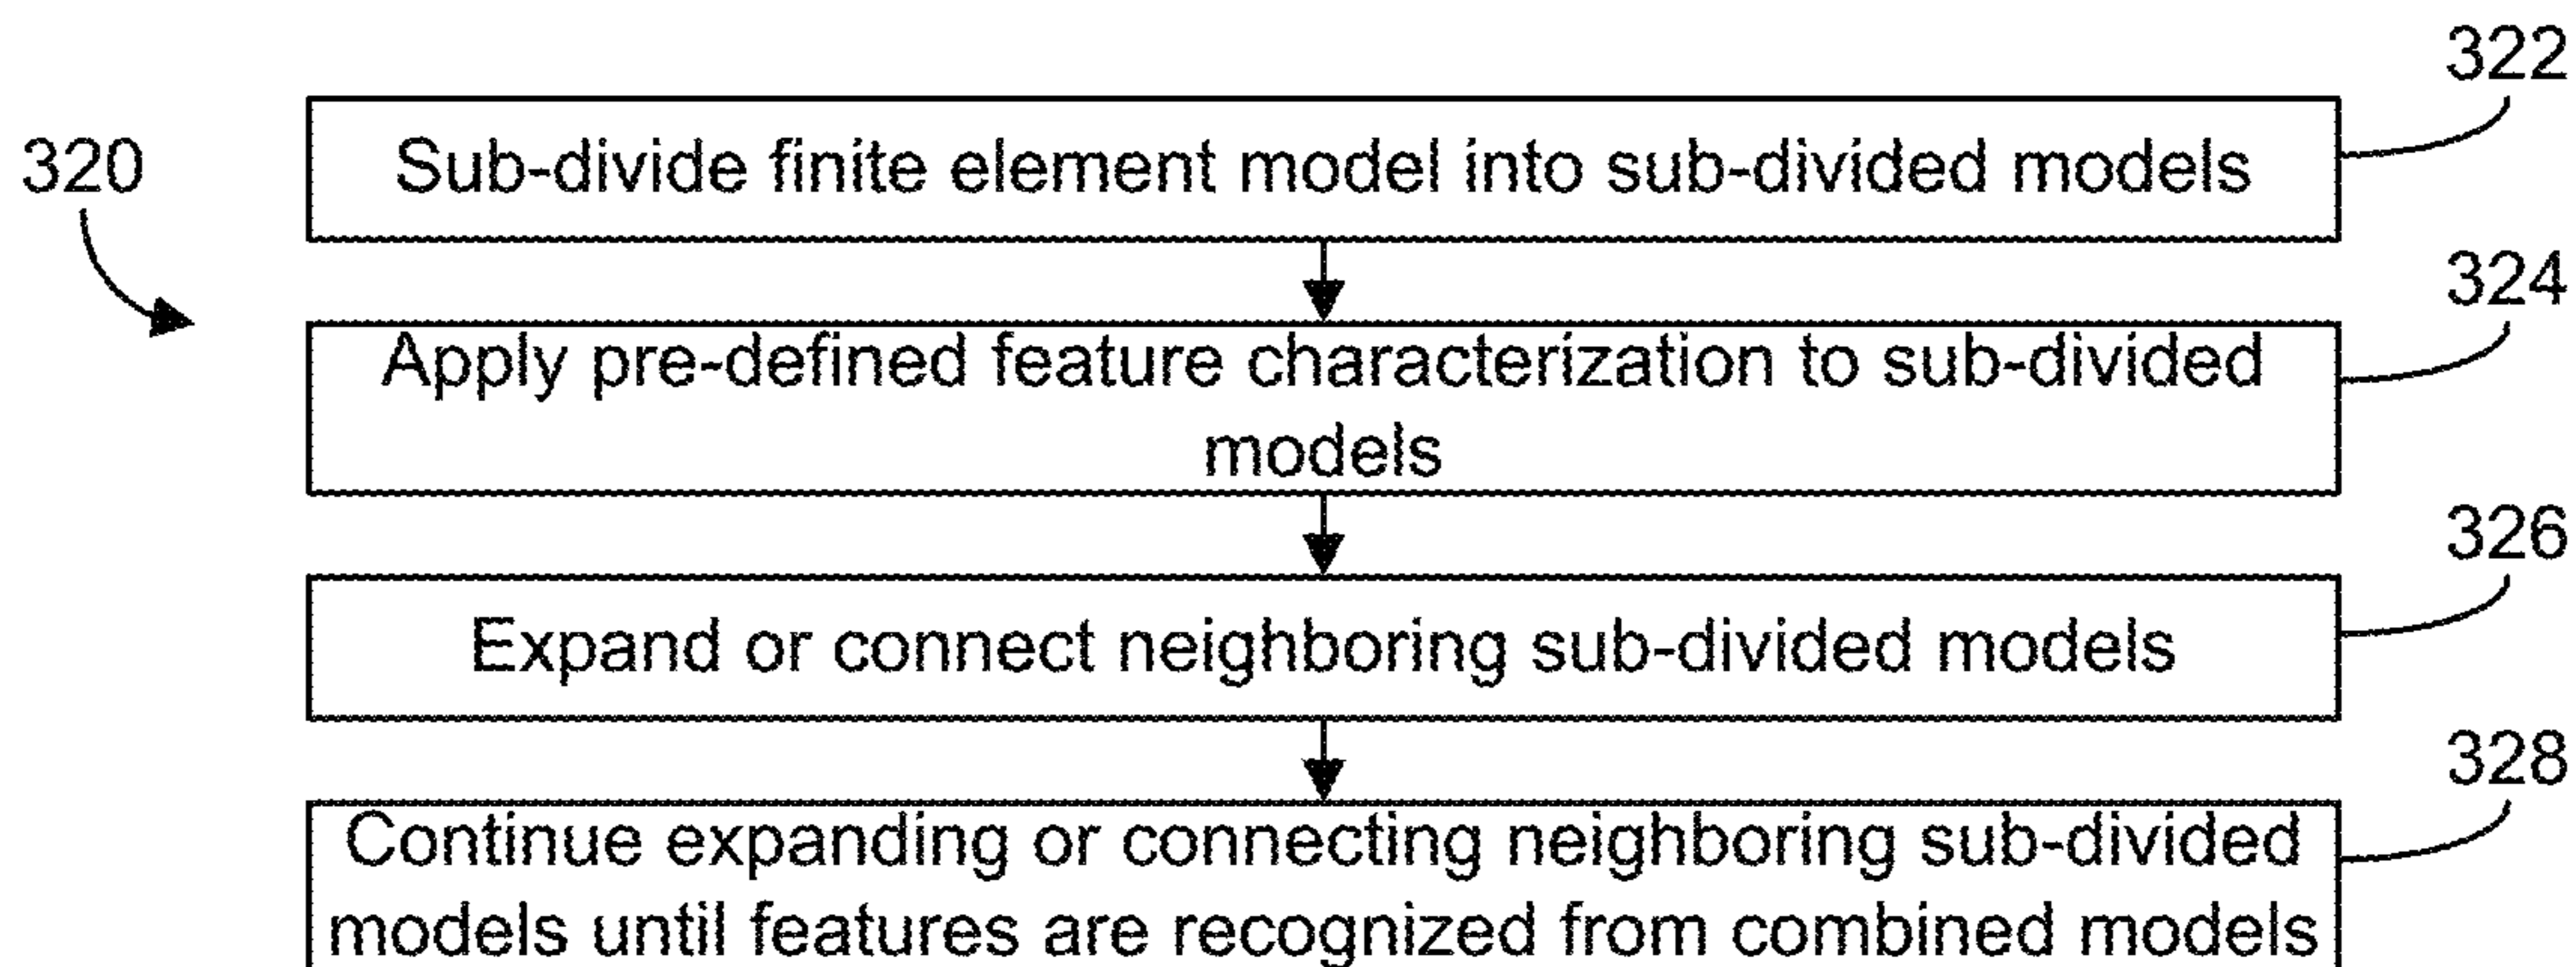 322
Sub-divide finite element model into sub-divided models
320
324
Apply pre-defined feature characterization to sub-divided
models
326
Expand or connect neighboring sub-divided models
328
Continue expanding or connecting neighboring sub-divided
models until features are recognized from combined models